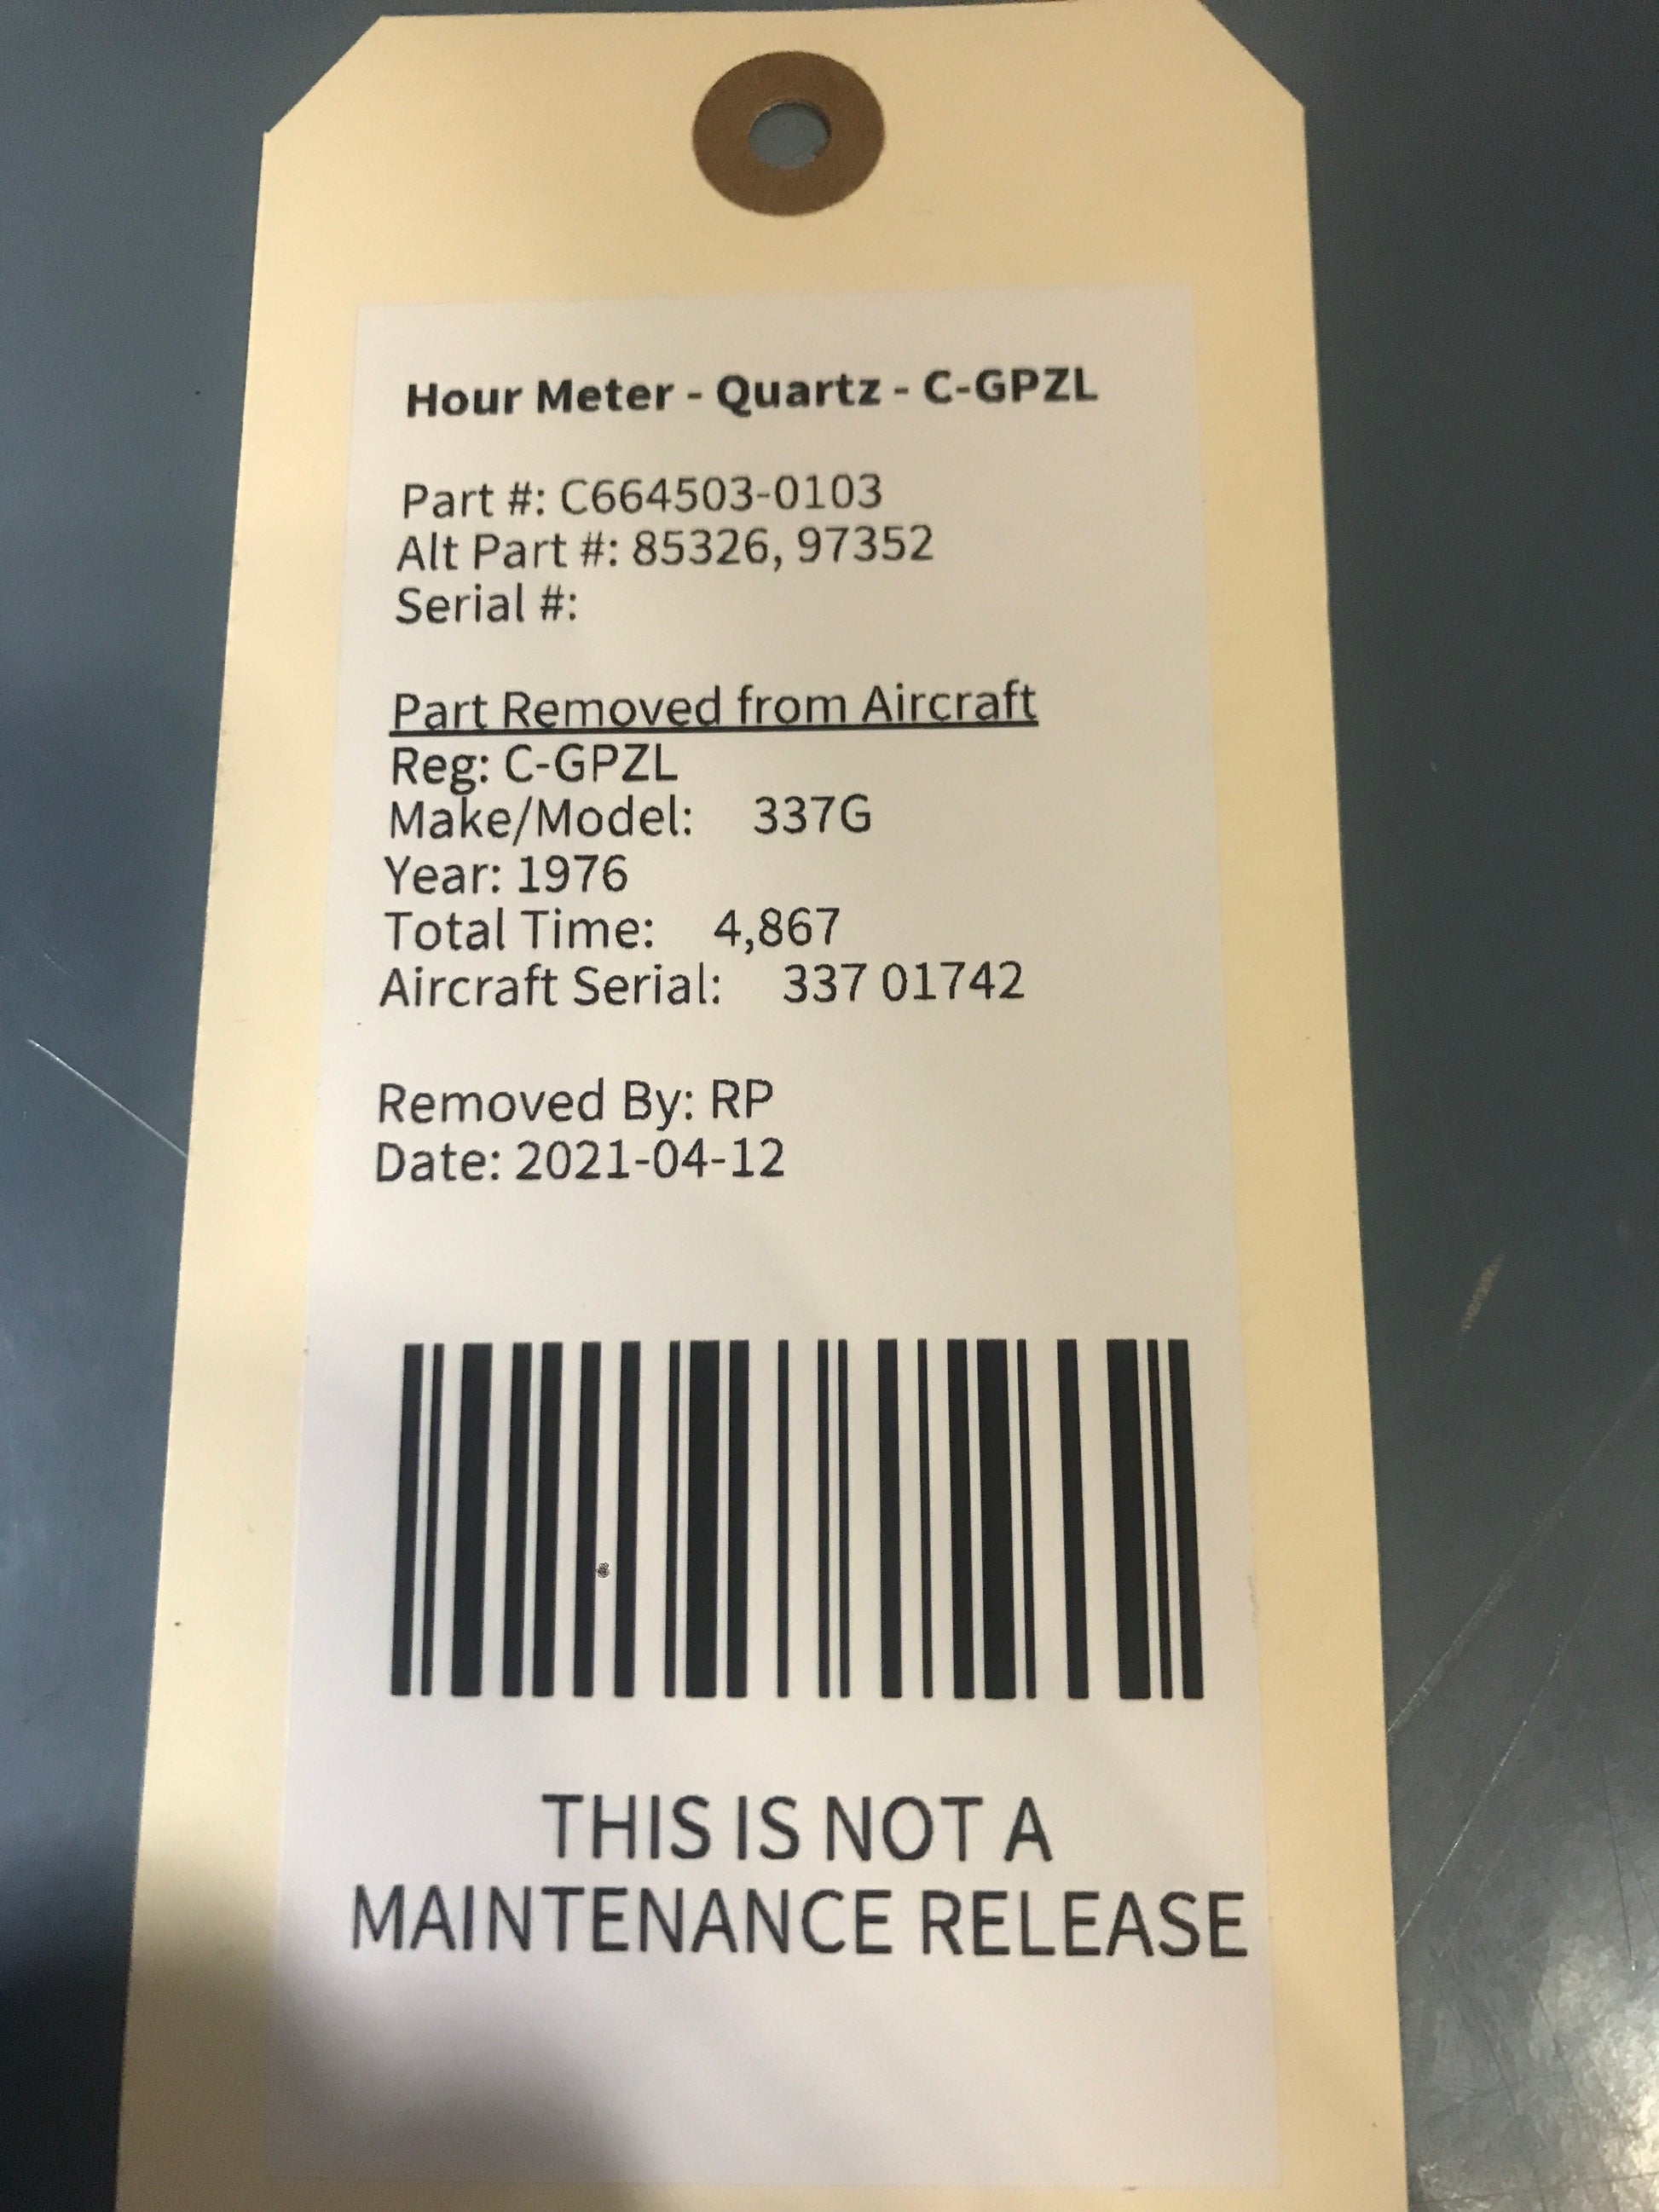 Hour Meter - Quartz - C-GPZL
Part #: C664503-0103
Alt Part #: 85326, 97352
Serial #:
Part Removed from Aircraft
Reg: C-GPZL
Make/Model: 337G
Year: 1976
Total Time: 4,867
Aircraft Serial: 337 01742
Removed By: RP
Date: 2021-04-12
THIS IS NOT A
MAINTENANCE RELEASE